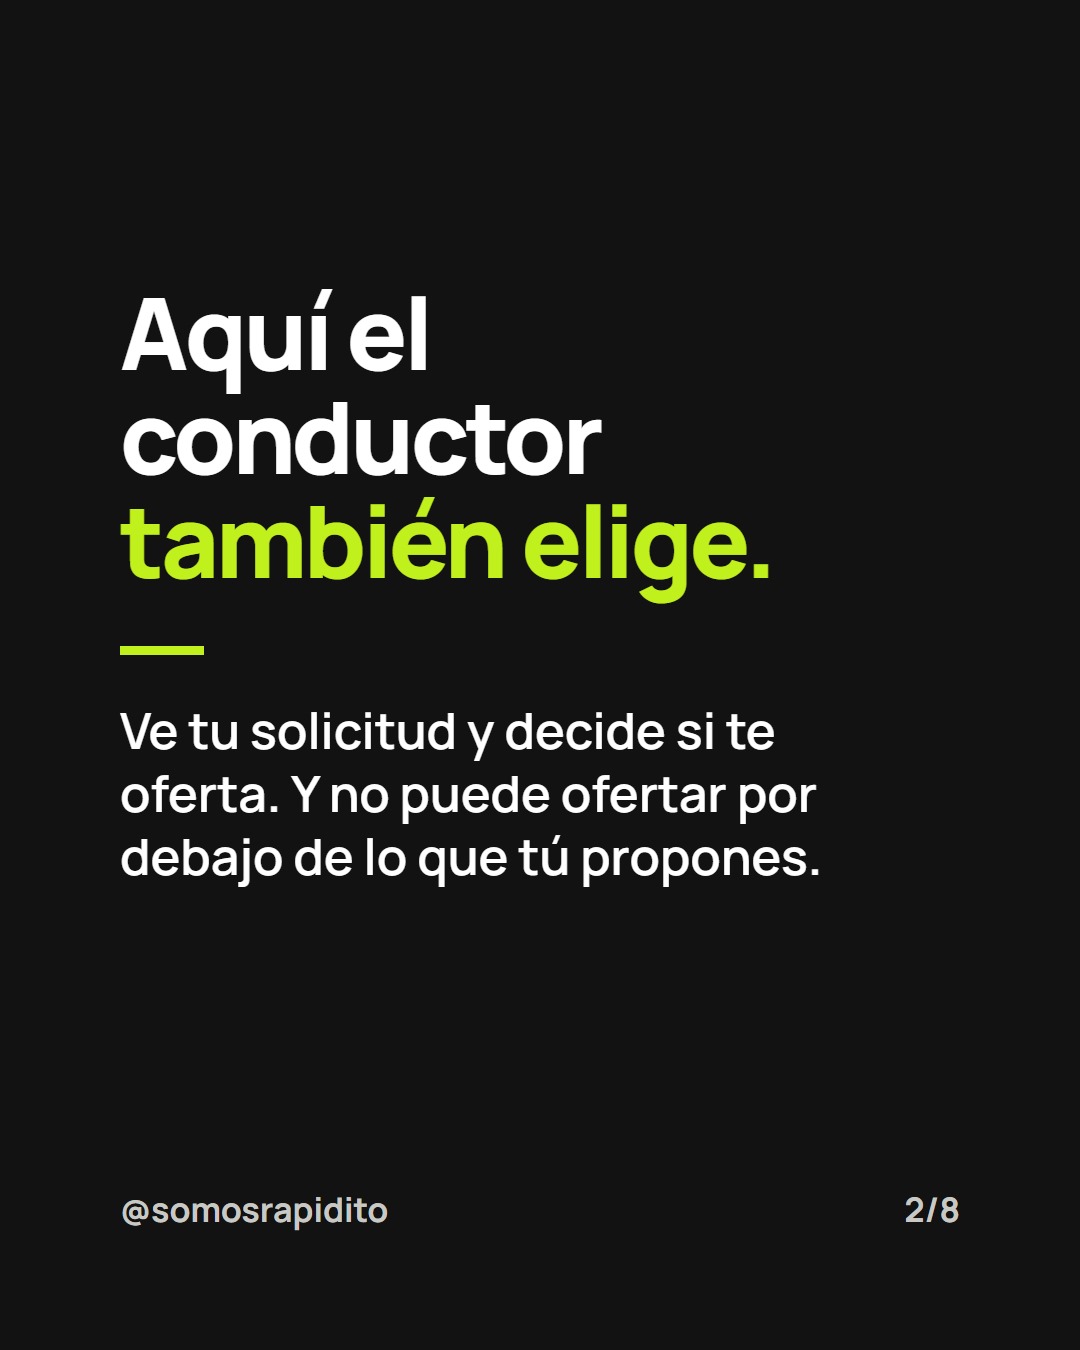 Aquí el
conductor
también elige.
Ve tu solicitud y decide si te
oferta. Y no puede ofertar por
debajo de lo que tú propones.
@somosrapidito
2/8